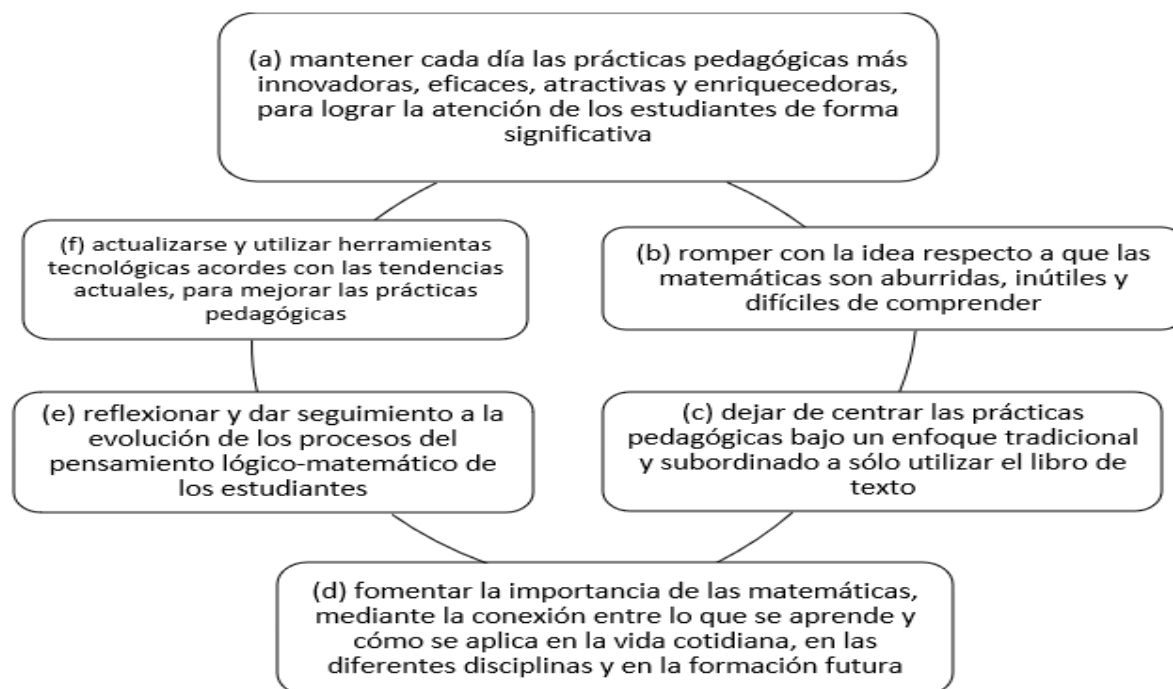 (a) mantener cada día las prácticas pedagógicas más
innovadoras, eficaces, atractivas y enriquecedoras,
para lograr la atención de los estudiantes de forma
significativa
(b) romper con la idea respecto a que las
matemáticas son aburridas, inútiles y
difíciles de comprender
(c) dejar de centrar las prácticas
pedagógicas bajo un enfoque tradicional
y subordinado a sólo utilizar el libro de
texto
(d) fomentar la importancia de las matemáticas,
mediante la conexión entre lo que se aprende y
cómo se aplica en la vida cotidiana, en las
diferentes disciplinas y en la formación futura
(e) reflexionar y dar seguimiento a la
evolución de los procesos del
pensamiento lógico-matemático de
los estudiantes
(f) actualizarse y utilizar herramientas
tecnológicas acordes con las tendencias
actuales, para mejorar las prácticas
pedagógicas